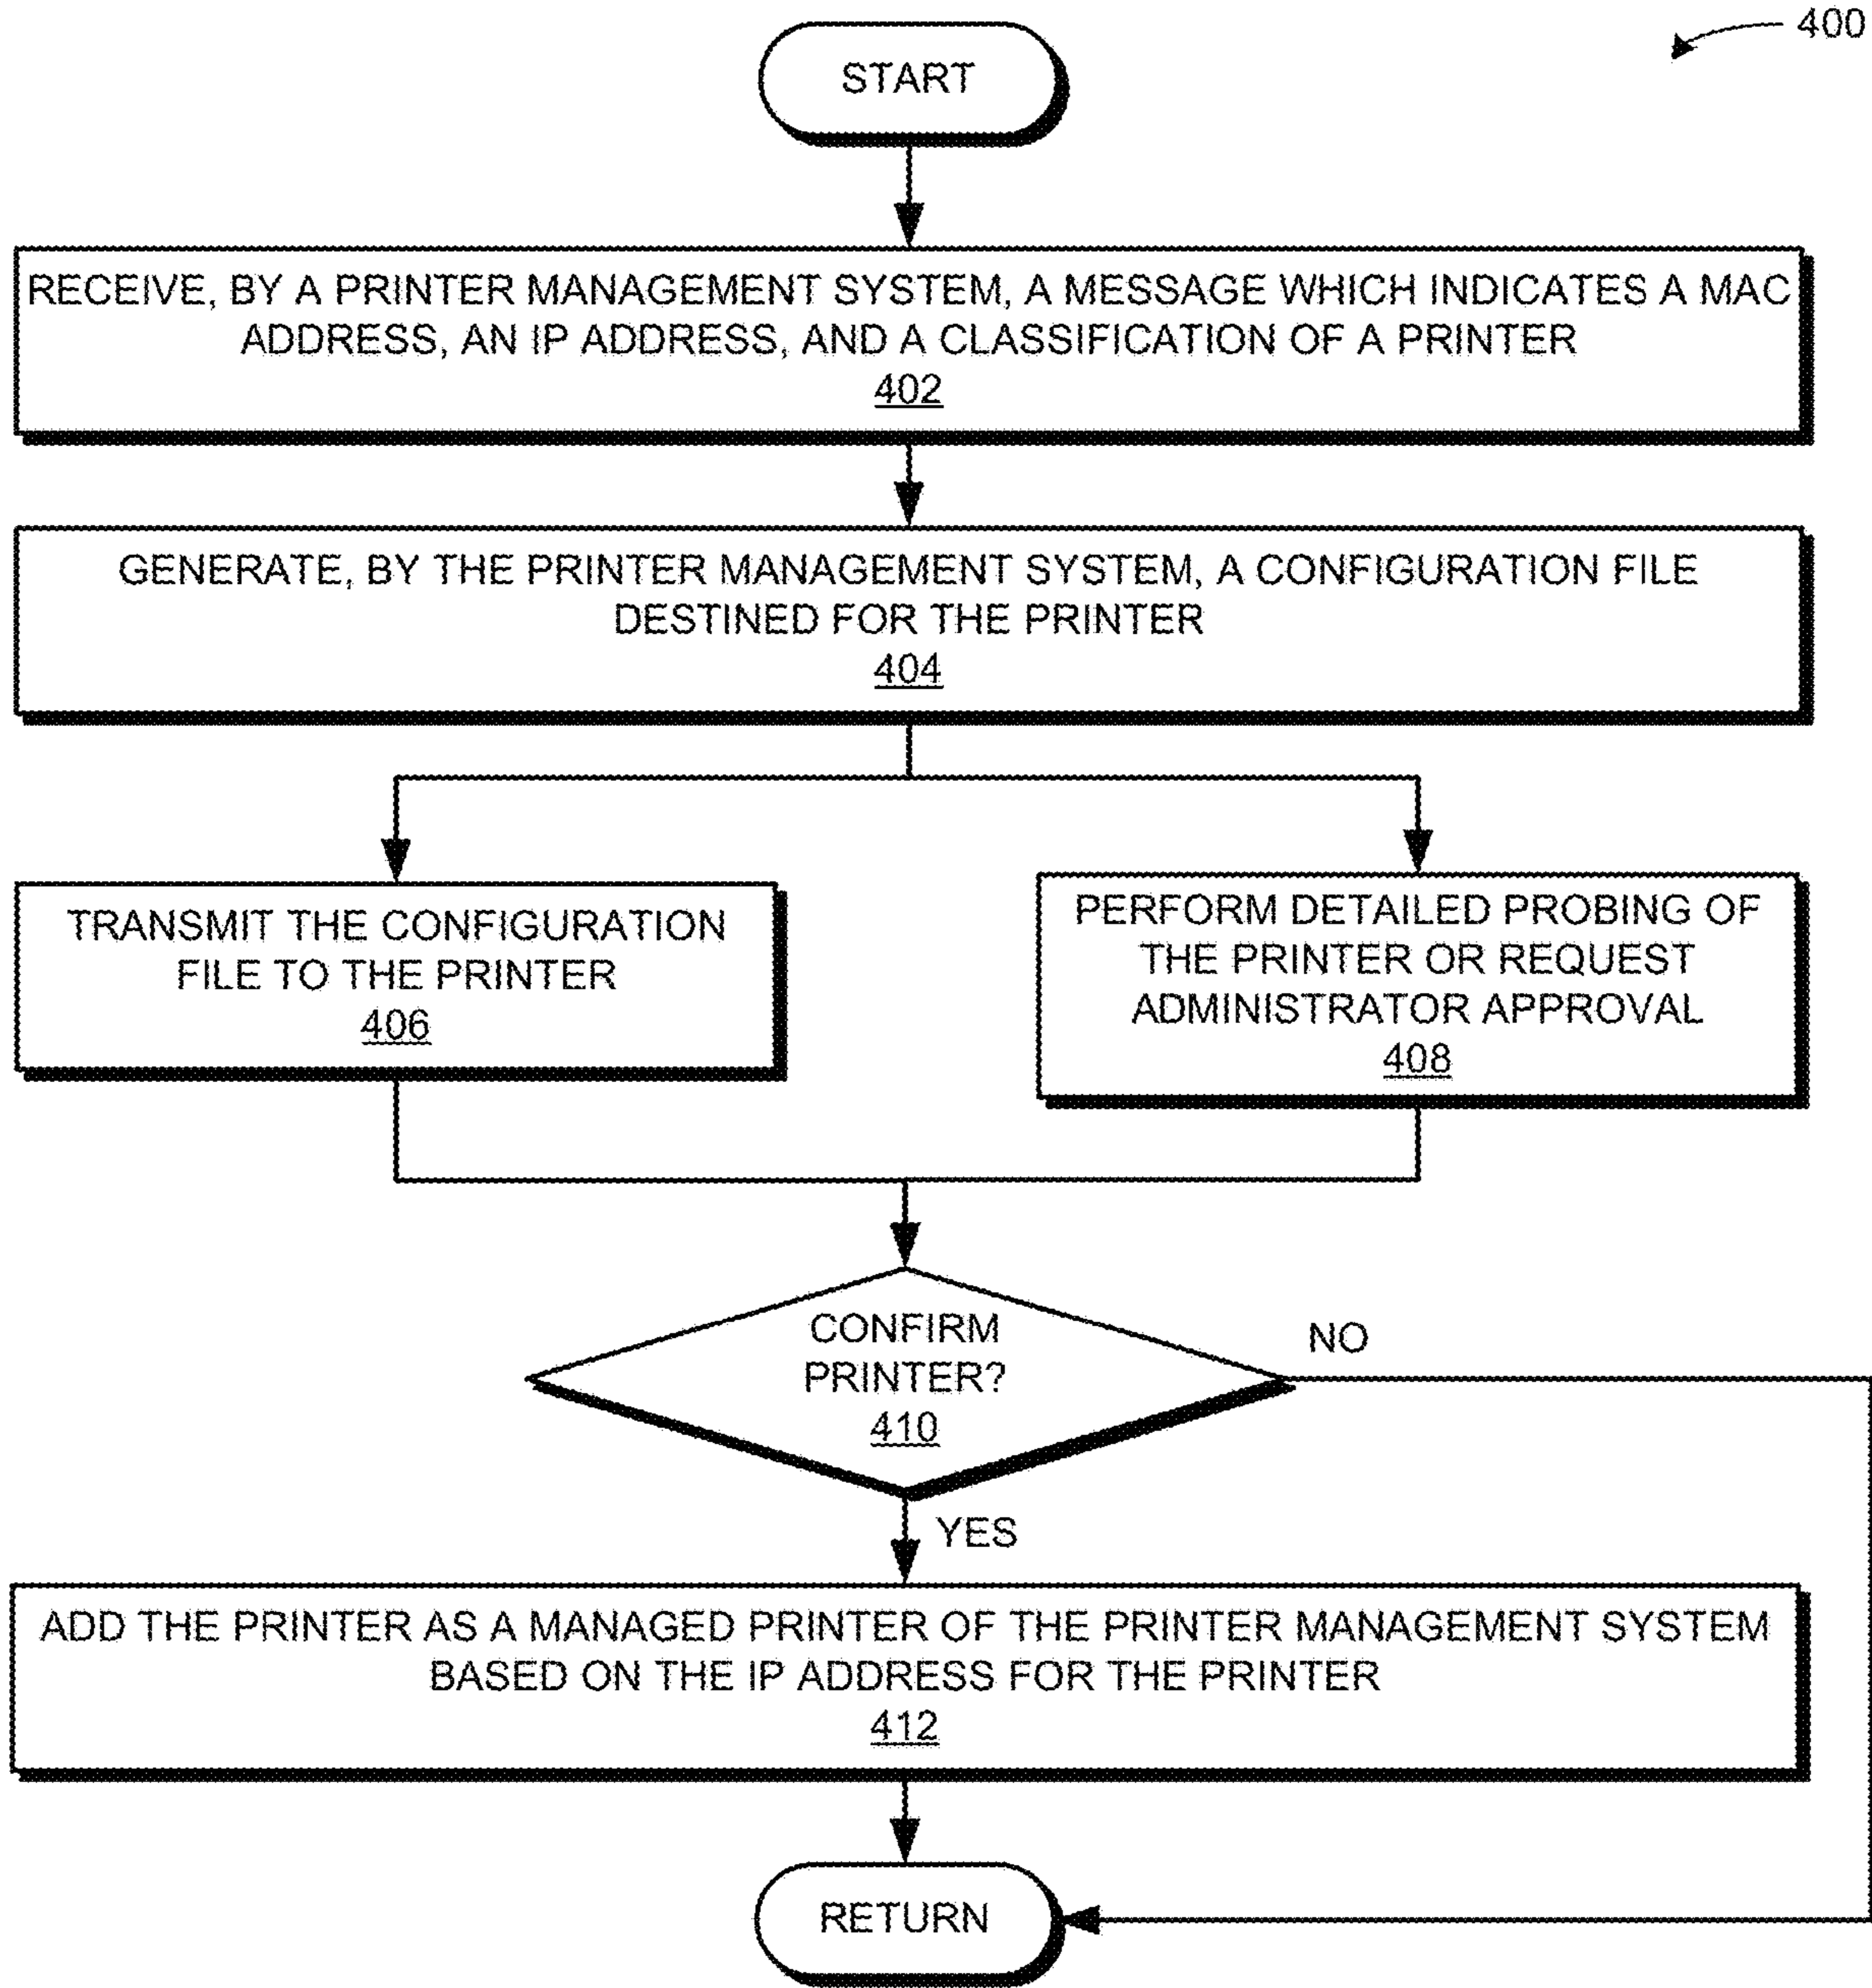 400
START
RECEIVE, BY A PRINTER MANAGEMENT SYSTEM, A MESSAGE WHICH INDICATES A MAC
ADDRESS, AN IP ADDRESS, AND A CLASSIFICATION OF A PRINTER
402
GENERATE, BY THE PRINTER MANAGEMENT SYSTEM, A CONFIGURATION FILE
DESTINED FOR THE PRINTER
404
TRANSMIT THE CONFIGURATION
FILE TO THE PRINTER
406
PERFORM DETAILED PROBING OF
THE PRINTER OR REQUEST
ADMINISTRATOR APPROVAL
408
CONFIRM
PRINTER?
410
NO
YES
ADD THE PRINTER AS A MANAGED PRINTER OF THE PRINTER MANAGEMENT SYSTEM
BASED ON THE IP ADDRESS FOR THE PRINTER
412
RETURN